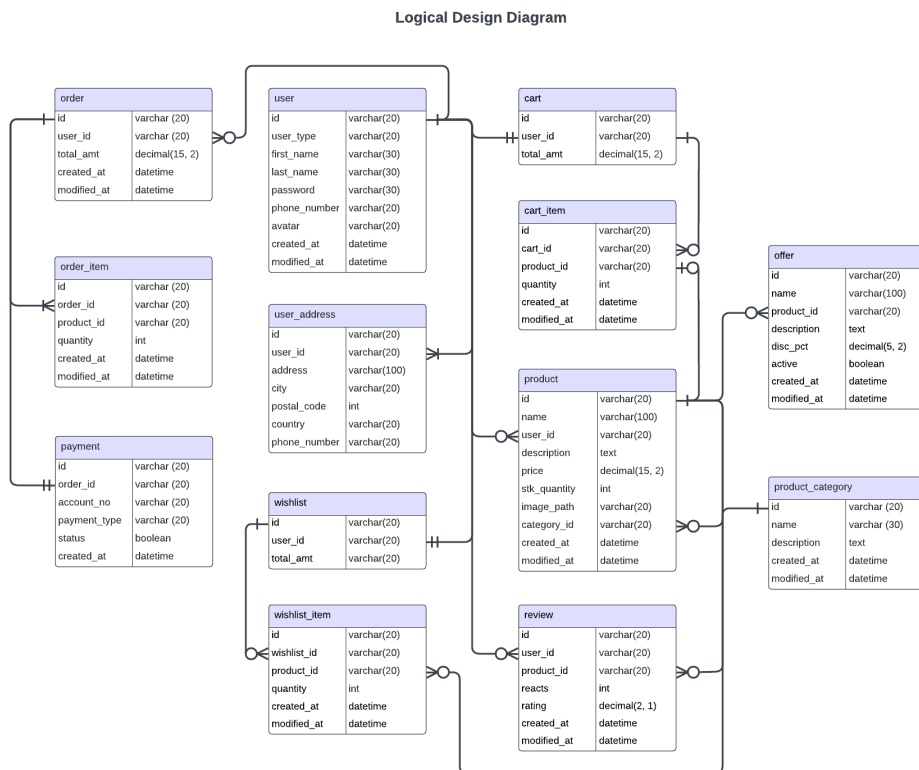 Logical Design Diagram
order
id varchar (20)
user_id varchar (20)
total_amt decimal(15, 2)
created_at datetime
modified_at datetime
order_item
id varchar (20)
order_id varchar (20)
product_id varchar (20)
quantity int
created_at datetime
modified_at datetime
payment
id varchar (20)
order_id varchar (20)
account_no varchar (20)
payment_type varchar (20)
status boolean
created_at datetime
user
id varchar(20)
user_type varchar(20)
first_name varchar(30)
last_name varchar(30)
password varchar(30)
phone_number varchar(20)
avatar varchar(20)
created_at datetime
modified_at datetime
user_address
id varchar(20)
user_id varchar(20)
address varchar(100)
city varchar(20)
postal_code int
country varchar(20)
phone_number varchar(20)
wishlist
id varchar(20)
user_id varchar(20)
total_amt varchar(20)
wishlist_item
id varchar(20)
wishlist_id varchar(20)
product_id varchar(20)
quantity int
created_at datetime
modified_at datetime
cart
id varchar(20)
user_id varchar(20)
total_amt decimal(15, 2)
cart_item
id varchar(20)
cart_id varchar(20)
product_id varchar(20)
quantity int
created_at datetime
modified_at datetime
product
id varchar(20)
name varchar(100)
user_id varchar(20)
description text
price decimal(15, 2)
stk_quantity int
image_path varchar(20)
category_id varchar(20)
created_at datetime
modified_at datetime
review
id varchar(20)
user_id varchar(20)
product_id varchar(20)
reacts int
rating decimal(2, 1)
created_at datetime
modified_at datetime
offer
id varchar(20)
name varchar(100)
product_id varchar(20)
description text
disc_pct decimal(5, 2)
active boolean
created_at datetime
modified_at datetime
product_category
id varchar (20)
name varchar (30)
description text
created_at datetime
modified_at datetime